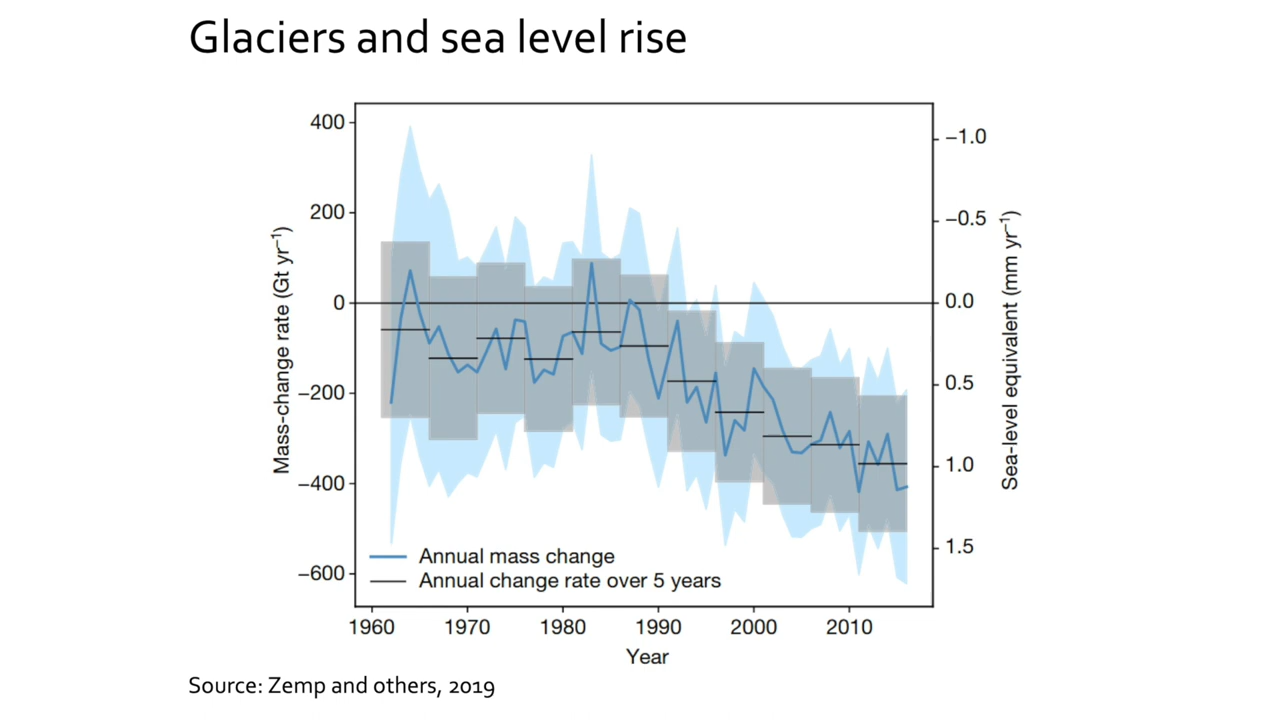 Glaciers and sea level rise
400
200
0
−200
−400
−600
Mass-change rate (Gt yr⁻¹)
−1.0
−0.5
0.0
0.5
1.0
1.5
Sea-level equivalent (mm yr⁻¹)
Annual mass change
Annual change rate over 5 years
1960 1970 1980 1990 2000 2010
Year
Source: Zemp and others, 2019